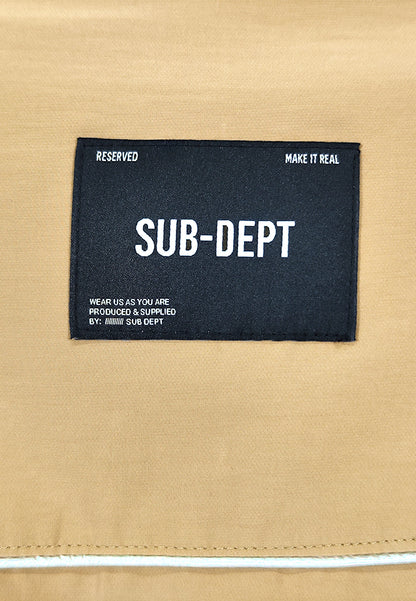 RESERVED
MAKE IT REAL
SUB-DEPT
WEAR US AS YOU ARE
PRODUCED & SUPPLIED
BY: ///////// SUB DEPT